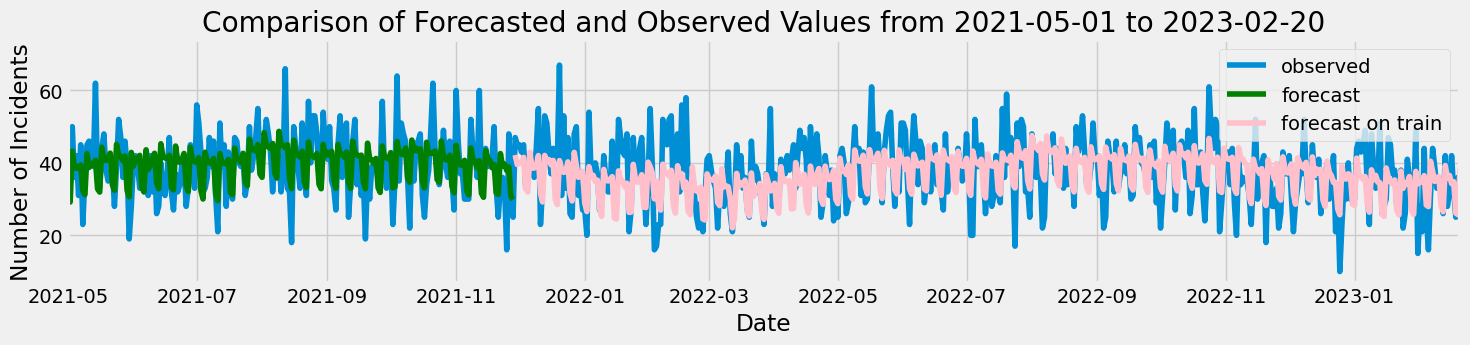 Comparison of Forecasted and Observed Values from 2021-05-01 to 2023-02-20
Number of Incidents
60
40
20
observed
forecast
forecast on train
2021-05 2021-07 2021-09 2021-11 2022-01 2022-03 2022-05 2022-07 2022-09 2022-11 2023-01
Date